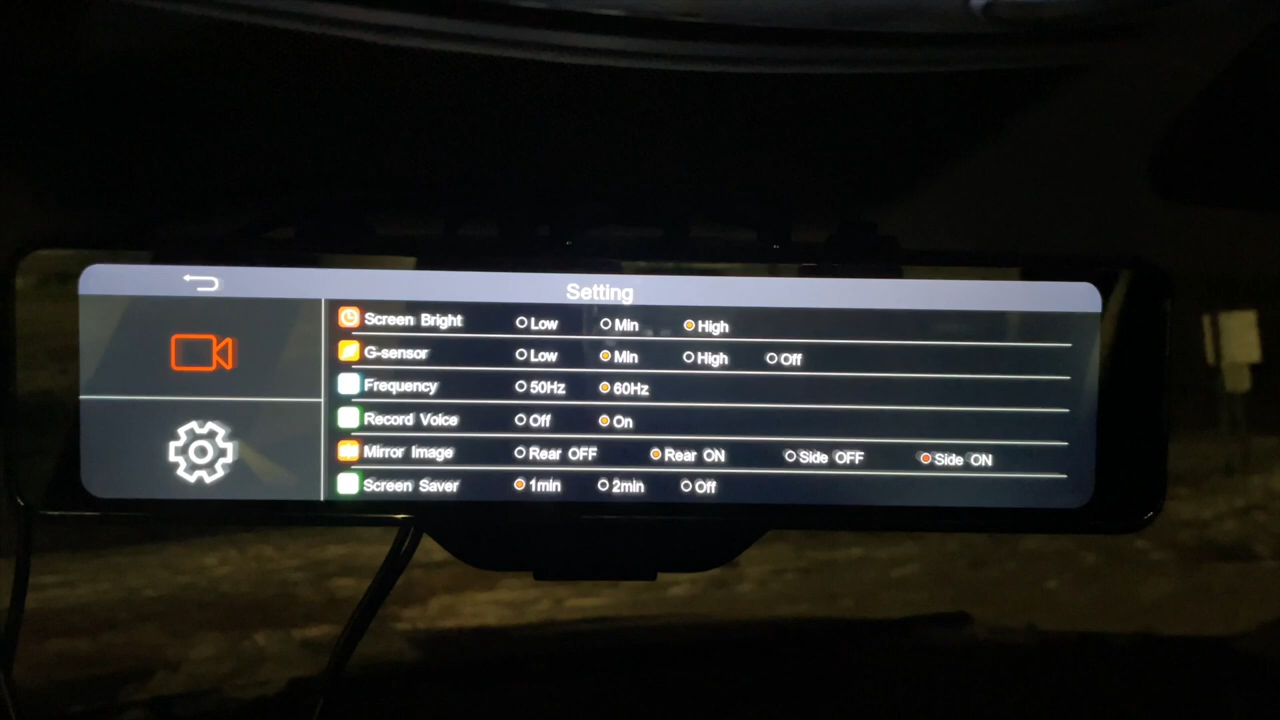 Setting
Screen Bright Low Min High
G-sensor Low Min High Off
Frequency 50Hz 60Hz
Record Voice Off On
Mirror Image Rear OFF Rear ON Side OFF Side ON
Screen Saver 1min 2min Off